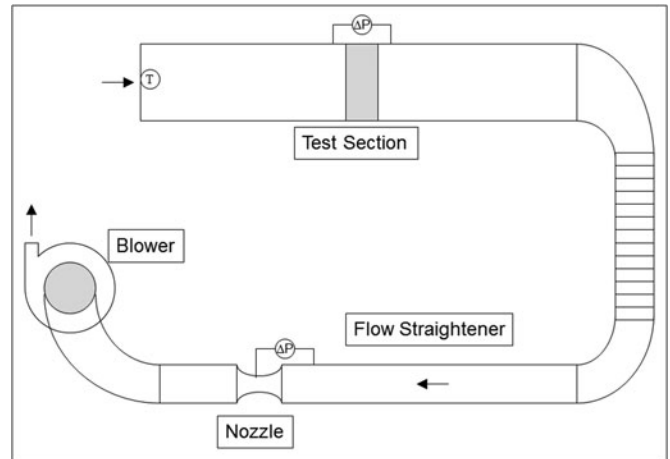 ΔP
T
Test Section
Blower
Flow Straightener
ΔP
Nozzle